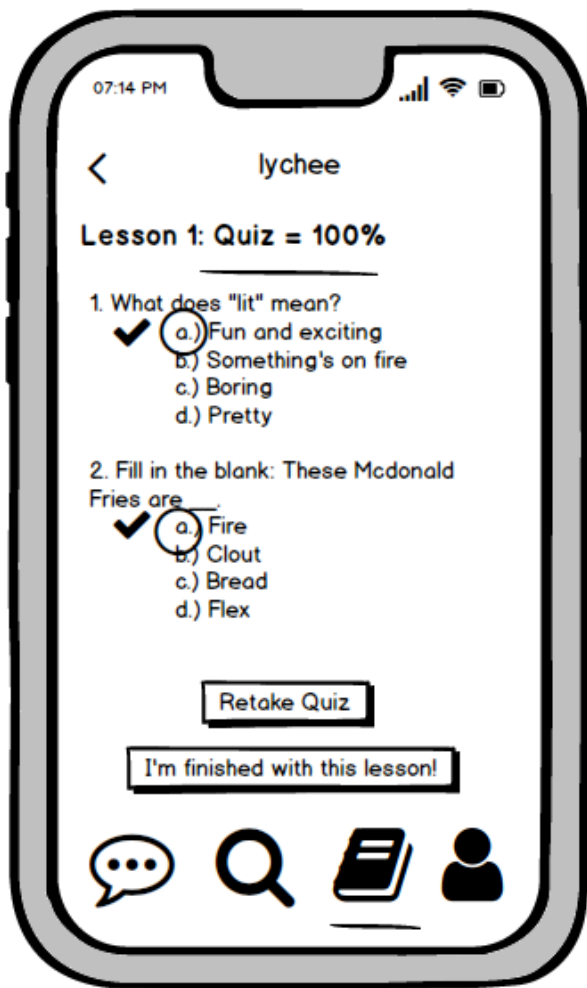 07:14 PM
lychee
Lesson 1: Quiz = 100%
1. What does "lit" mean?
a.) Fun and exciting
b.) Something's on fire
c.) Boring
d.) Pretty
2. Fill in the blank: These Mcdonald
Fries are___.
a.) Fire
b.) Clout
c.) Bread
d.) Flex
Retake Quiz
I'm finished with this lesson!